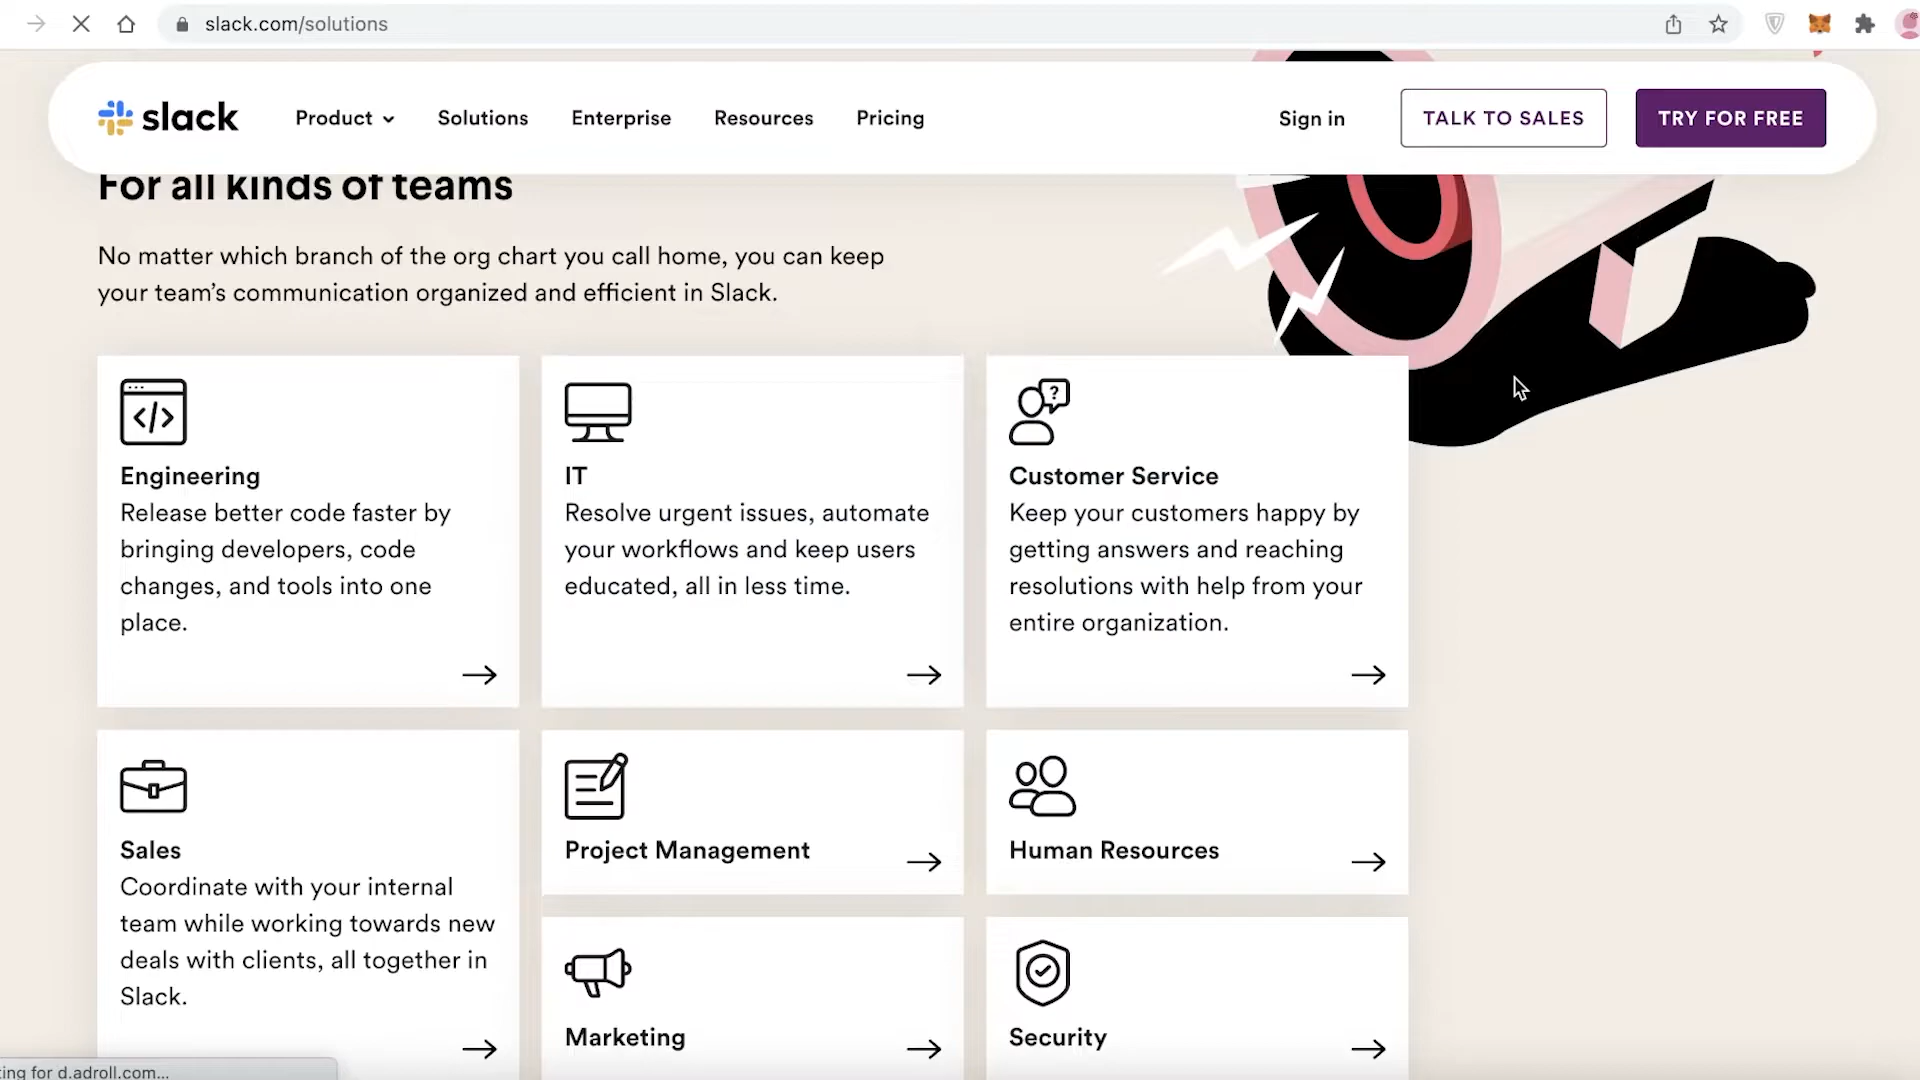 slack.com/solutions
slack
Product
Solutions
Enterprise
Resources
Pricing
Sign in
TALK TO SALES
TRY FOR FREE
For all kinds of teams
No matter which branch of the org chart you call home, you can keep
your team’s communication organized and efficient in Slack.
Engineering
Release better code faster by
bringing developers, code
changes, and tools into one
place.
IT
Resolve urgent issues, automate
your workflows and keep users
educated, all in less time.
?
Customer Service
Keep your customers happy by
getting answers and reaching
resolutions with help from your
entire organization.
Sales
Coordinate with your internal
team while working towards new
deals with clients, all together in
Slack.
Project Management
Human Resources
Marketing
Security
ting for d.adroll.com...